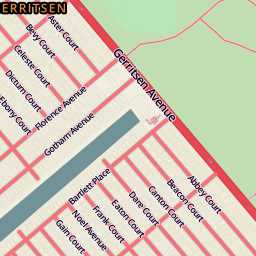 ERRITSEN
Aster Court
Bevy Court
Celeste Court
Dictum Court
Ebony Court
Florence Avenue
Gotham Avenue
Gerritsen Avenue
Bartlett Place
Abbey Court
Beacon Court
Canton Court
Dare Court
Eaton Court
Frank Court
Noel Avenue
Gain Court